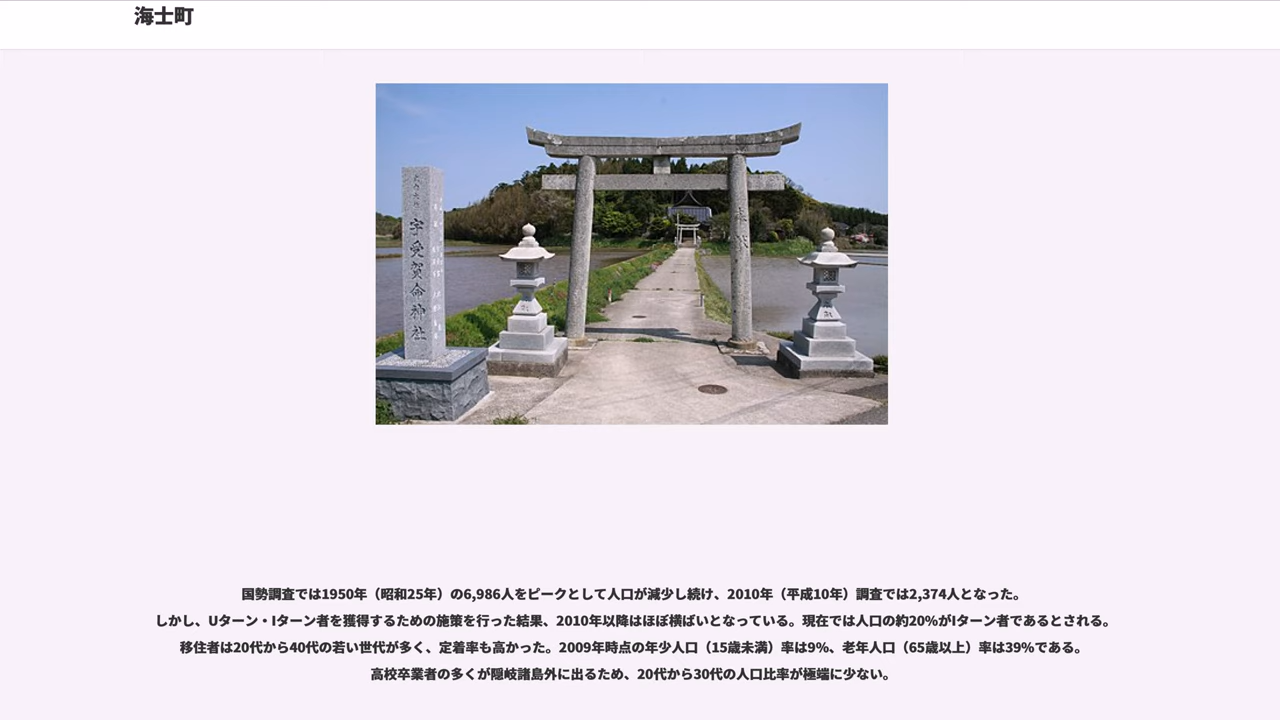 海士町
宇受賀命神社
国勢調査では1950年（昭和25年）の6,986人をピークとして人口が減少し続け、2010年（平成10年）調査では2,374人となった。
しかし、Uターン・Iターン者を獲得するための施策を行った結果、2010年以降はほぼ横ばいとなっている。現在では人口の約20%がIターン者であるとされる。
移住者は20代から40代の若い世代が多く、定着率も高かった。2009年時点の年少人口（15歳未満）率は9%、老年人口（65歳以上）率は39%である。
高校卒業者の多くが隠岐諸島外に出るため、20代から30代の人口比率が極端に少ない。